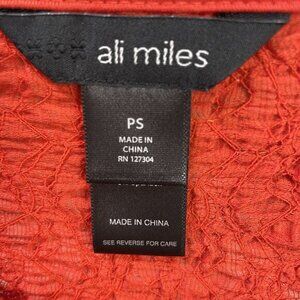 ali miles
PS
MADE IN
CHINA
RN 127304
MADE IN CHINA
SEE REVERSE FOR CARE